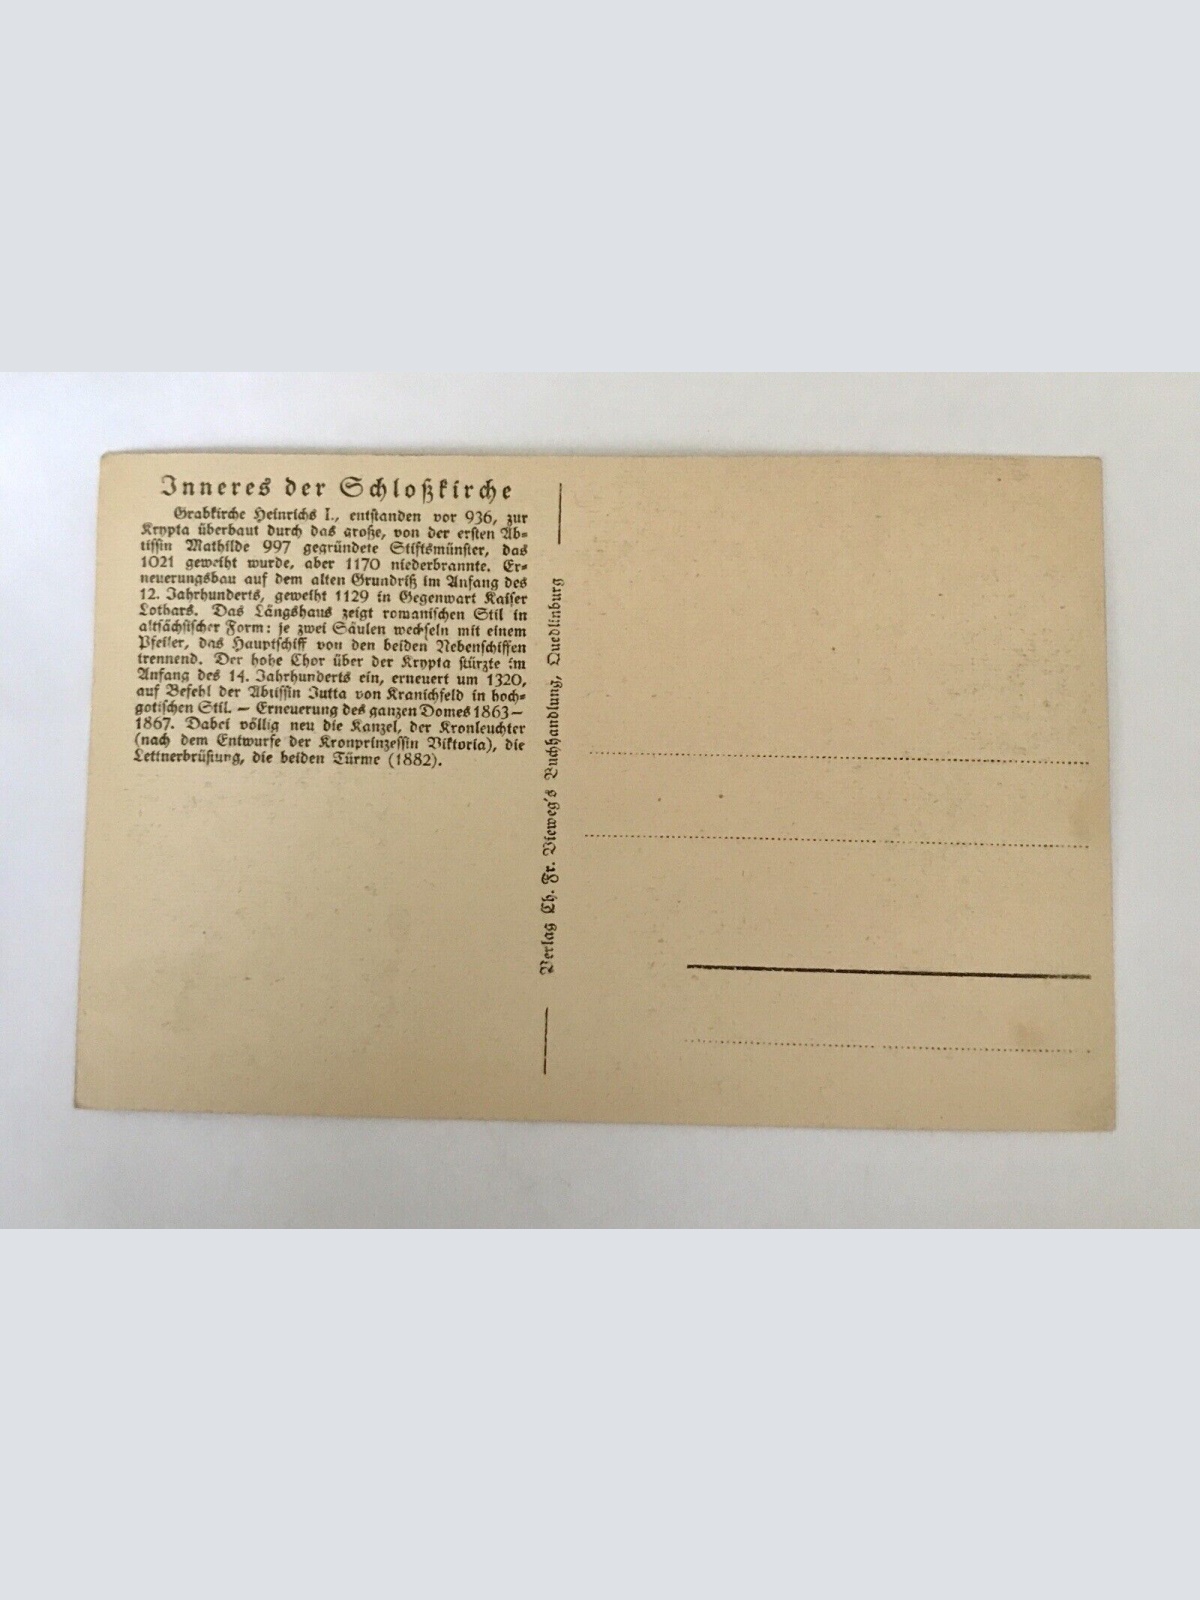 Inneres der Schloßkirche
Grabkirche Heinrichs I., entstanden vor 936, zur
Krypta überbaut durch das große, von der ersten Äb-
tissin Mathilde 997 gegründete Stiftsmünster, das
1021 geweiht wurde, aber 1170 niederbrannte. Er-
neuerungsbau auf dem alten Grundriß im Anfang des
12. Jahrhunderts, geweiht 1129 in Gegenwart Kaiser
Lothars. Das Längshaus zeigt romanischen Stil in
altsächsischer Form: je zwei Säulen wechseln mit einem
Pfeiler, das Hauptschiff von den beiden Nebenschiffen
trennend. Der hohe Chor über der Krypta stürzte im
Anfang des 14. Jahrhunderts ein, erneuert um 1320,
auf Befehl der Äbtissin Jutta von Kranichfeld in hoch-
gotischen Stil. — Erneuerung des ganzen Domes 1863–
1867. Dabei völlig neu die Kanzel, der Kronleuchter
(nach dem Entwurfe der Kronprinzessin Viktoria), die
Lettnerbrüstung, die beiden Türme (1882).
Verlag Ch. Fr. Vieweg's Buchhandlung, Quedlinburg